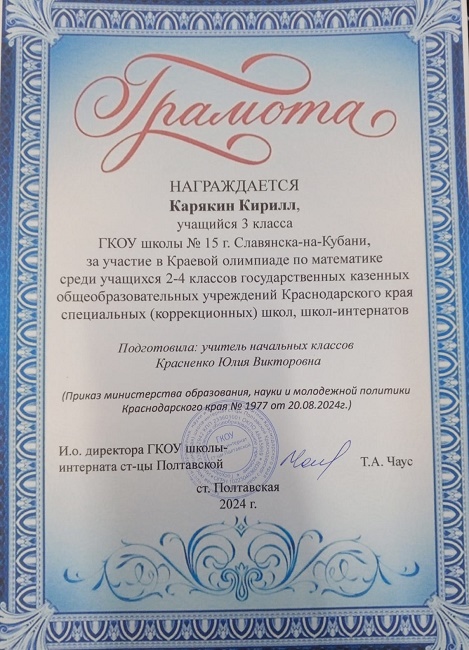 Грамота
НАГРАЖДАЕТСЯ
Карякин Кирилл,
учащийся 3 класса
ГКОУ школы № 15 г. Славянска-на-Кубани,
за участие в Краевой олимпиаде по математике
среди учащихся 2-4 классов государственных казенных
общеобразовательных учреждений Краснодарского края
специальных (коррекционных) школ, школ-интернатов
Подготовила: учитель начальных классов
Красненко Юлия Викторовна
(Приказ министерства образования, науки и молодежной политики
Краснодарского края № 1977 от 20.08.2024г.)
ГКОУ
И.о. директора ГКОУ школы-
интерната ст-цы Полтавской
Т.А. Чаус
ст. Полтавская
2024 г.